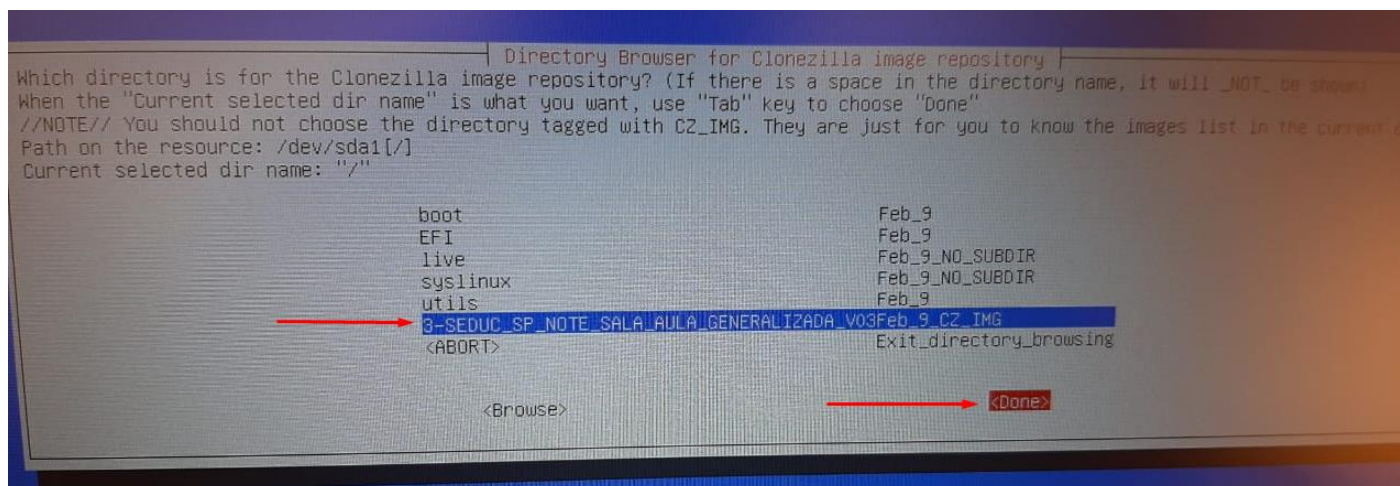 Directory Browser for Clonezilla image repository
Which directory is for the Clonezilla image repository? (If there is a space in the directory name, it will _NOT_ be shown)
When the "Current selected dir name" is what you want, use "Tab" key to choose "Done"
//NOTE// You should not choose the directory tagged with CZ_IMG. They are just for you to know the images list in the current
Path on the resource: /dev/sda1[/]
Current selected dir name: "/"
boot Feb_9
EFI Feb_9
live Feb_9_NO_SUBDIR
syslinux Feb_9_NO_SUBDIR
utils Feb_9
3-SEDUC_SP_NOTE_SALA_AULA_GENERALIZADA_V03Feb_9_CZ_IMG
<ABORT> Exit_directory_browsing
<Browse> <Done>